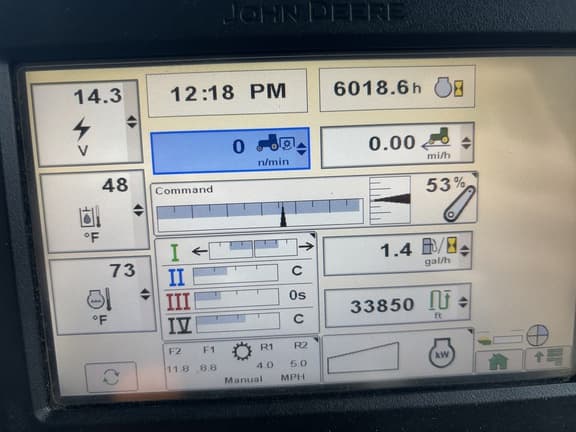 JOHN DEERE
14.3
V
12:18 PM
6018.6 h
0
n/min
0.00
mi/h
48
°F
Command
53%
73
°F
I
II C
III 0s
IV C
1.4
gal/h
33850
ft
F2 F1 R1 R2
11.8 8.8 4.0 5.0
Manual MPH
kW